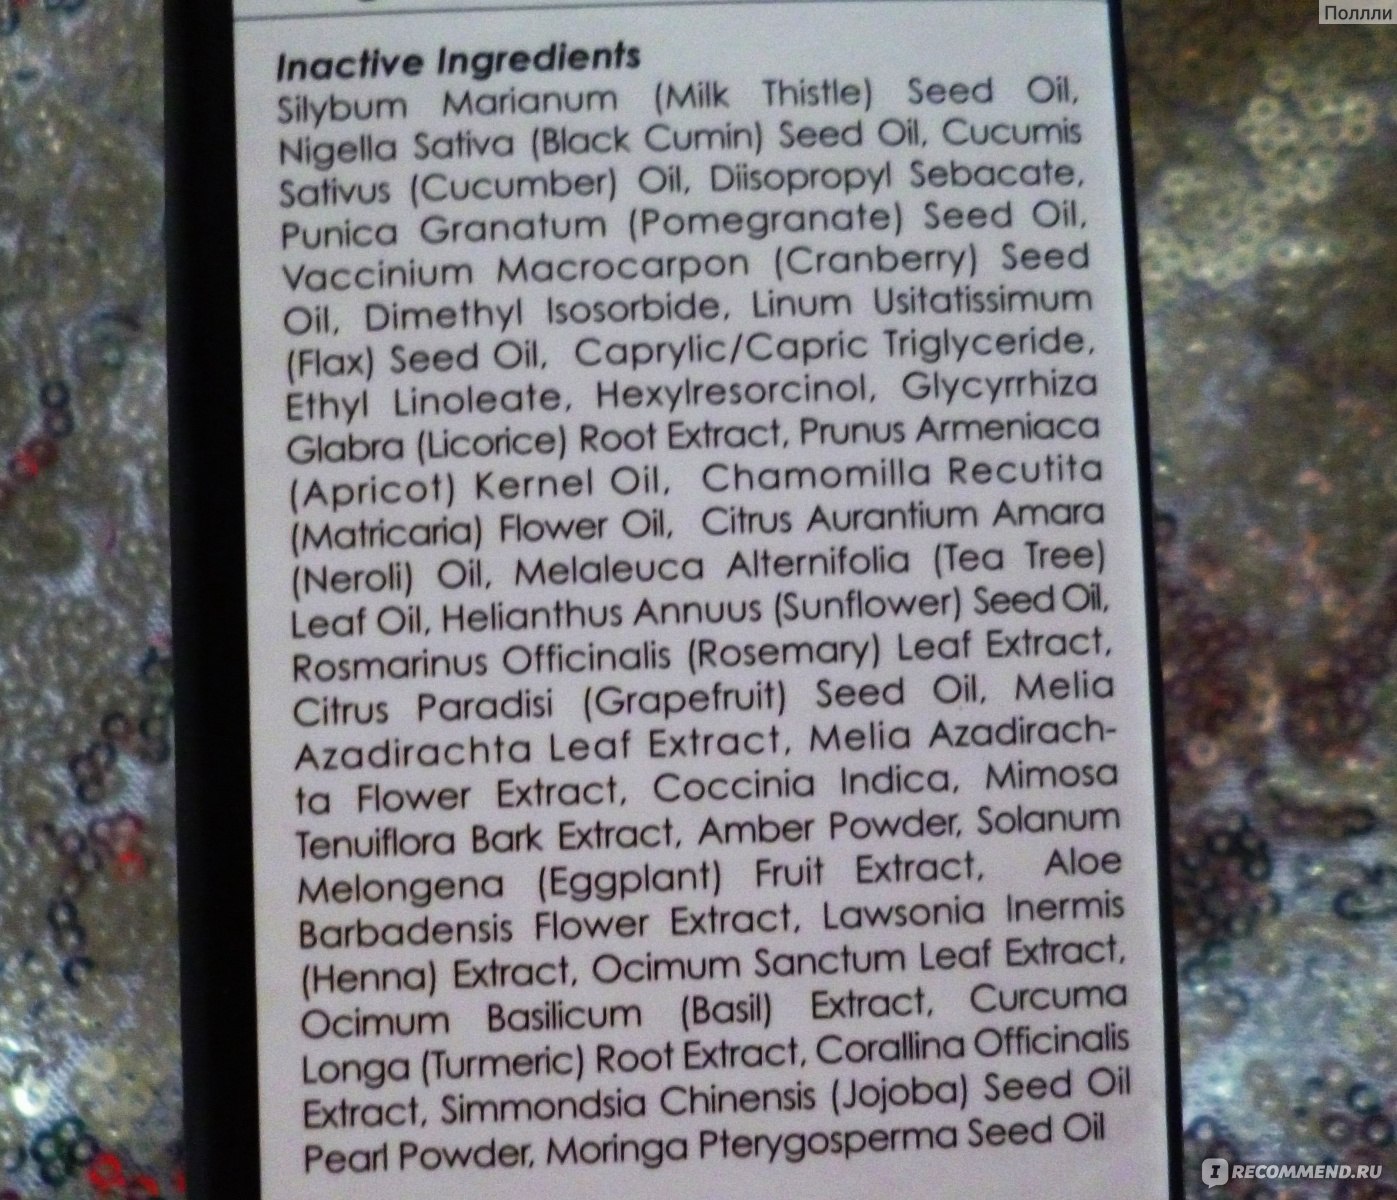 Поллли
Inactive Ingredients
Silybum Marianum (Milk Thistle) Seed Oil,
Nigella Sativa (Black Cumin) Seed Oil, Cucumis
Sativus (Cucumber) Oil, Diisopropyl Sebacate,
Punica Granatum (Pomegranate) Seed Oil,
Vaccinium Macrocarpon (Cranberry) Seed
Oil, Dimethyl Isosorbide, Linum Usitatissimum
(Flax) Seed Oil, Caprylic/Capric Triglyceride,
Ethyl Linoleate, Hexylresorcinol, Glycyrrhiza
Glabra (Licorice) Root Extract, Prunus Armeniaca
(Apricot) Kernel Oil, Chamomilla Recutita
(Matricaria) Flower Oil, Citrus Aurantium Amara
(Neroli) Oil, Melaleuca Alternifolia (Tea Tree)
Leaf Oil, Helianthus Annuus (Sunflower) Seed Oil,
Rosmarinus Officinalis (Rosemary) Leaf Extract,
Citrus Paradisi (Grapefruit) Seed Oil, Melia
Azadirachta Leaf Extract, Melia Azadirach-
ta Flower Extract, Coccinia Indica, Mimosa
Tenuiflora Bark Extract, Amber Powder, Solanum
Melongena (Eggplant) Fruit Extract, Aloe
Barbadensis Flower Extract, Lawsonia Inermis
(Henna) Extract, Ocimum Sanctum Leaf Extract,
Ocimum Basilicum (Basil) Extract, Curcuma
Longa (Turmeric) Root Extract, Corallina Officinalis
Extract, Simmondsia Chinensis (Jojoba) Seed Oil
Pearl Powder, Moringa Pterygosperma Seed Oil
IRECOMMEND.RU